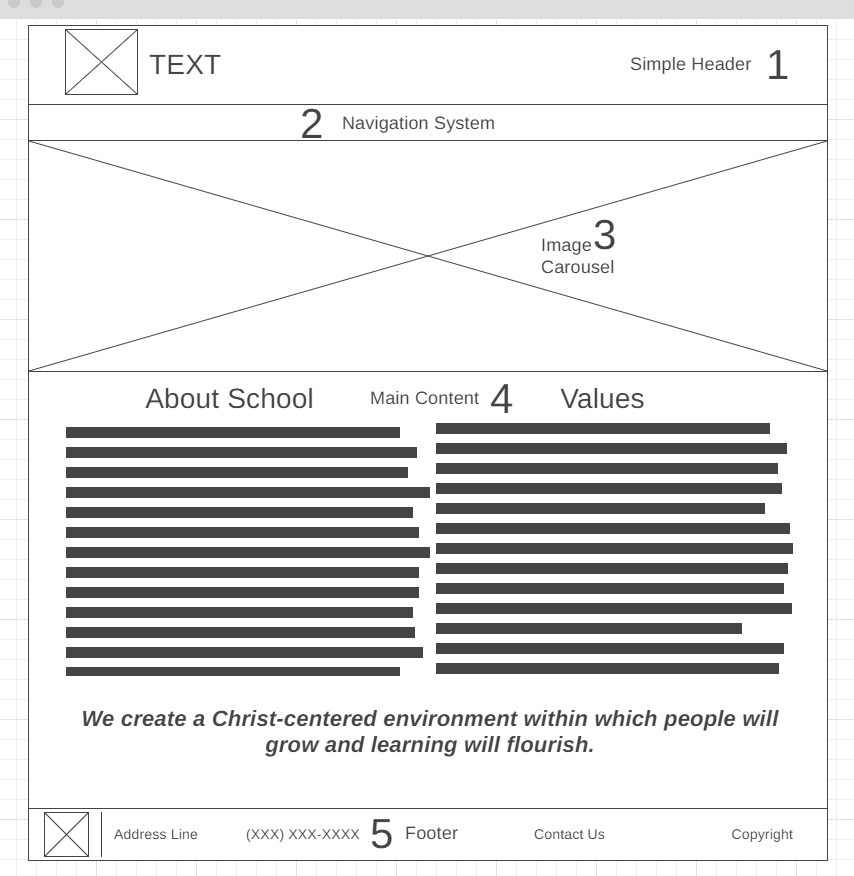 TEXT
Simple Header 1
2 Navigation System
Image 3
Carousel
About School
Main Content 4
Values
We create a Christ-centered environment within which people will
grow and learning will flourish.
Address Line
(XXX) XXX-XXXX
5 Footer
Contact Us
Copyright